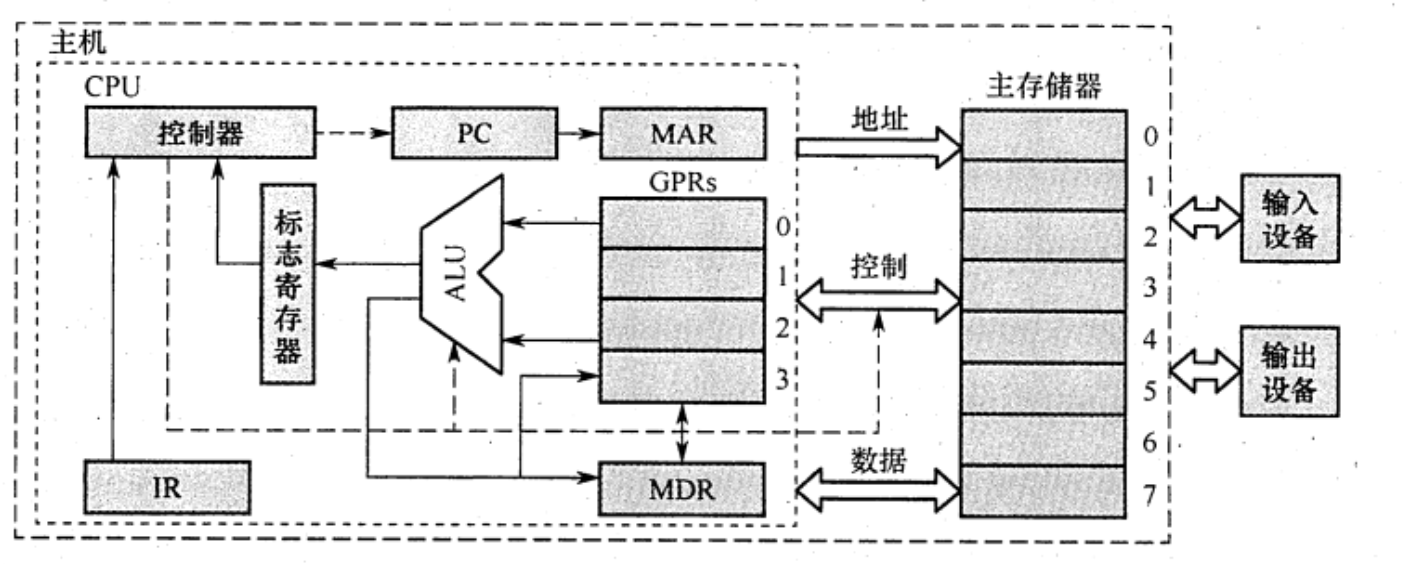 主机
CPU
控制器
PC
MAR
地址
主存储器
GPRs
0
1
2
3
标志寄存器
ALU
控制
IR
MDR
数据
0
1
2
3
4
5
6
7
输入
设备
输出
设备